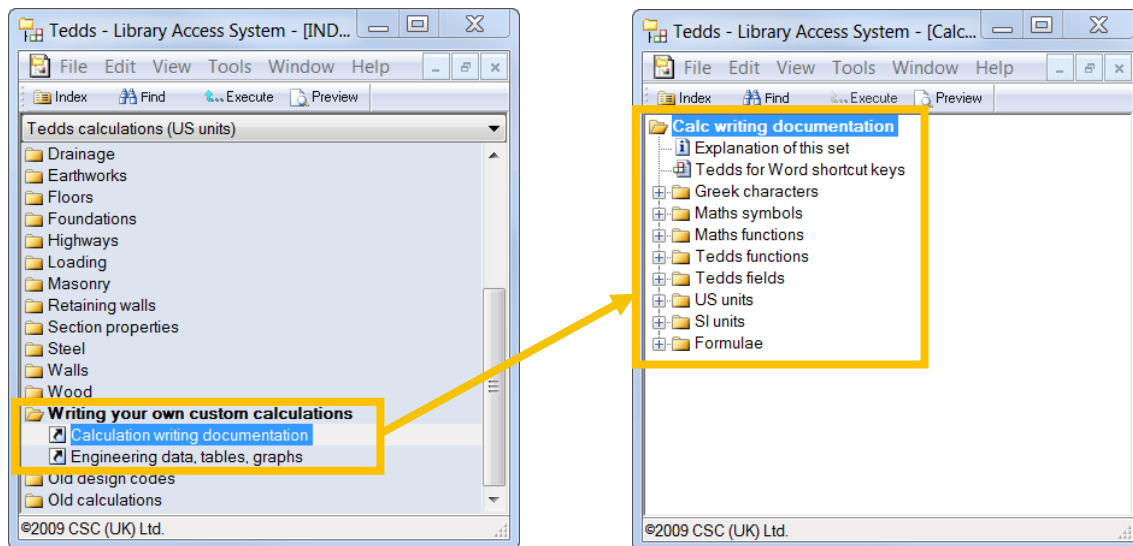 Tedds - Library Access System - [IND...
File Edit View Tools Window Help
Index Find Execute Preview
Tedds calculations (US units)
Drainage
Earthworks
Floors
Foundations
Highways
Loading
Masonry
Retaining walls
Section properties
Steel
Walls
Wood
Writing your own custom calculations
Calculation writing documentation
Engineering data, tables, graphs
Old design codes
Old calculations
©2009 CSC (UK) Ltd.
Tedds - Library Access System - [Calc...
File Edit View Tools Window Help
Index Find Execute Preview
Calc writing documentation
Explanation of this set
Tedds for Word shortcut keys
Greek characters
Maths symbols
Maths functions
Tedds functions
Tedds fields
US units
SI units
Formulae
©2009 CSC (UK) Ltd.